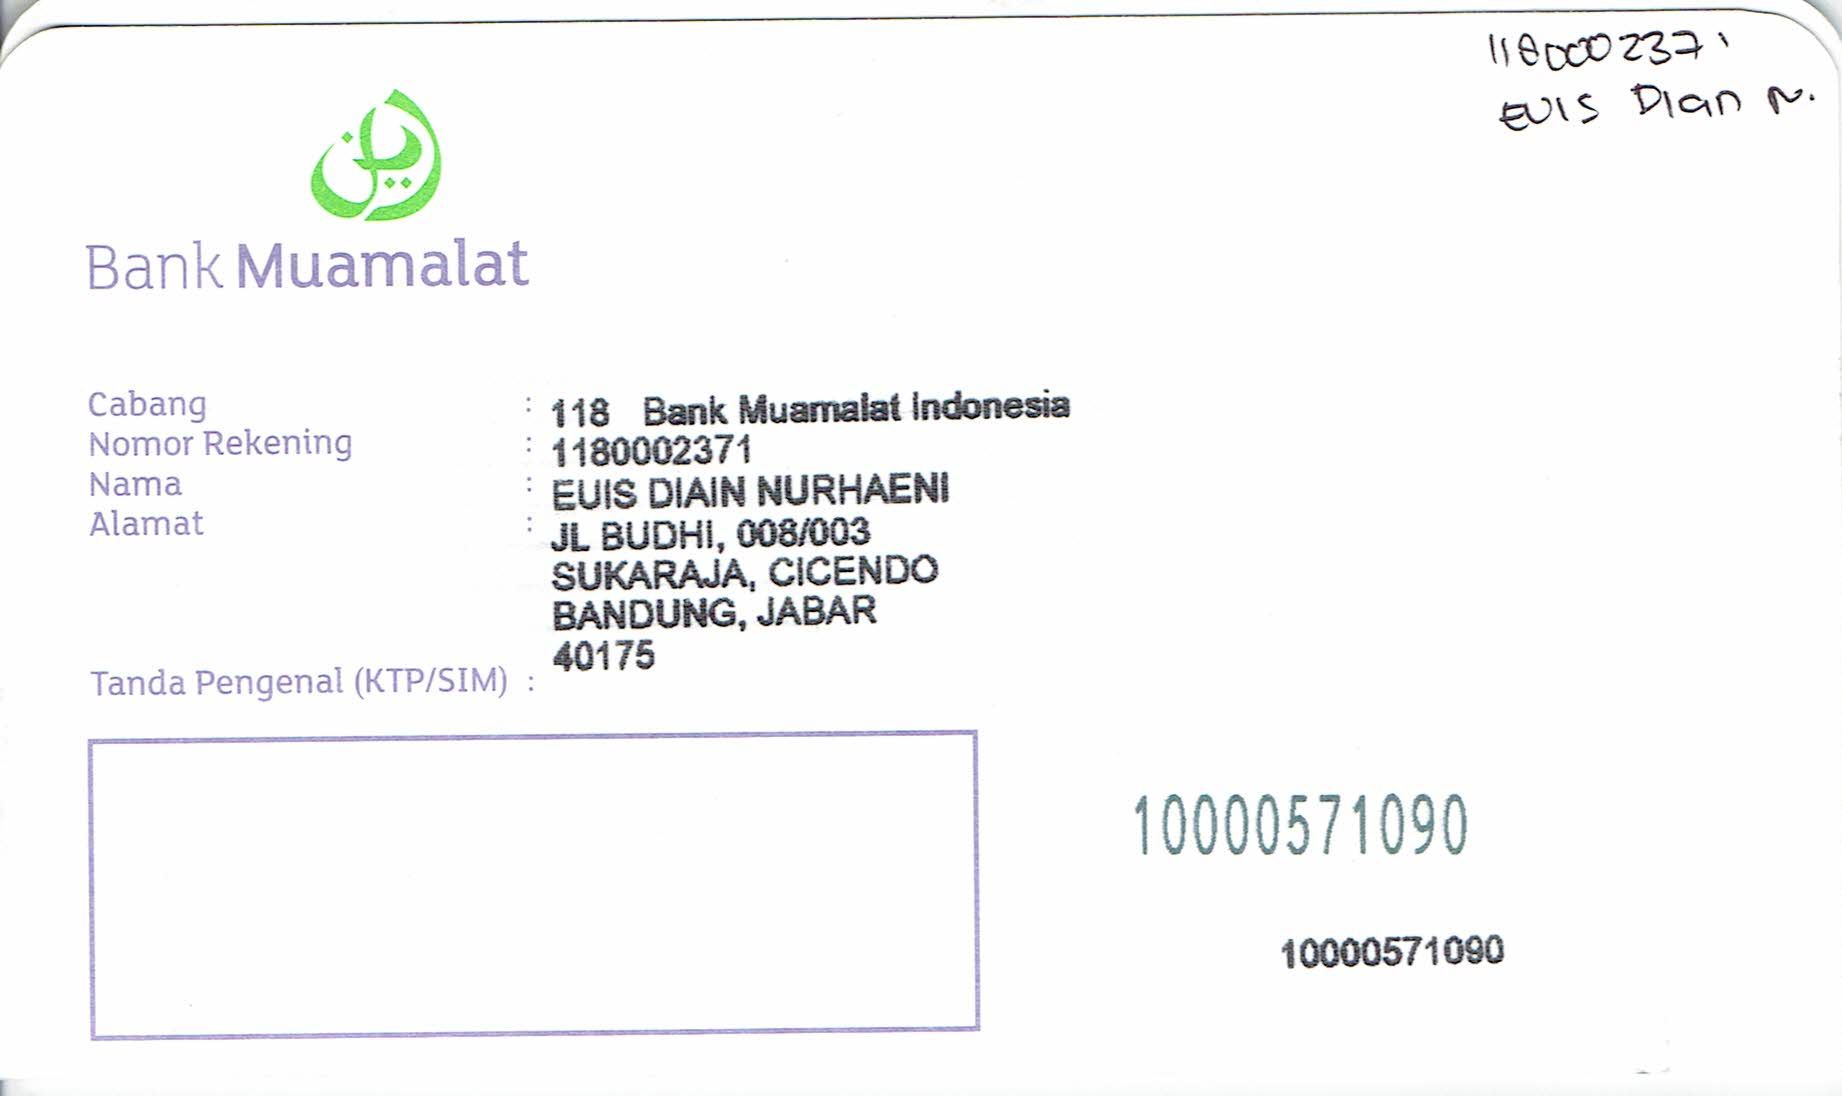 1180002371
EUIS Dian N.
Bank Muamalat
Cabang : 118 Bank Muamalat Indonesia
Nomor Rekening : 1180002371
Nama : EUIS DIAIN NURHAENI
Alamat : JL BUDHI, 008/003
SUKARAJA, CICENDO
BANDUNG, JABAR
40175
Tanda Pengenal (KTP/SIM) :
10000571090
10000571090